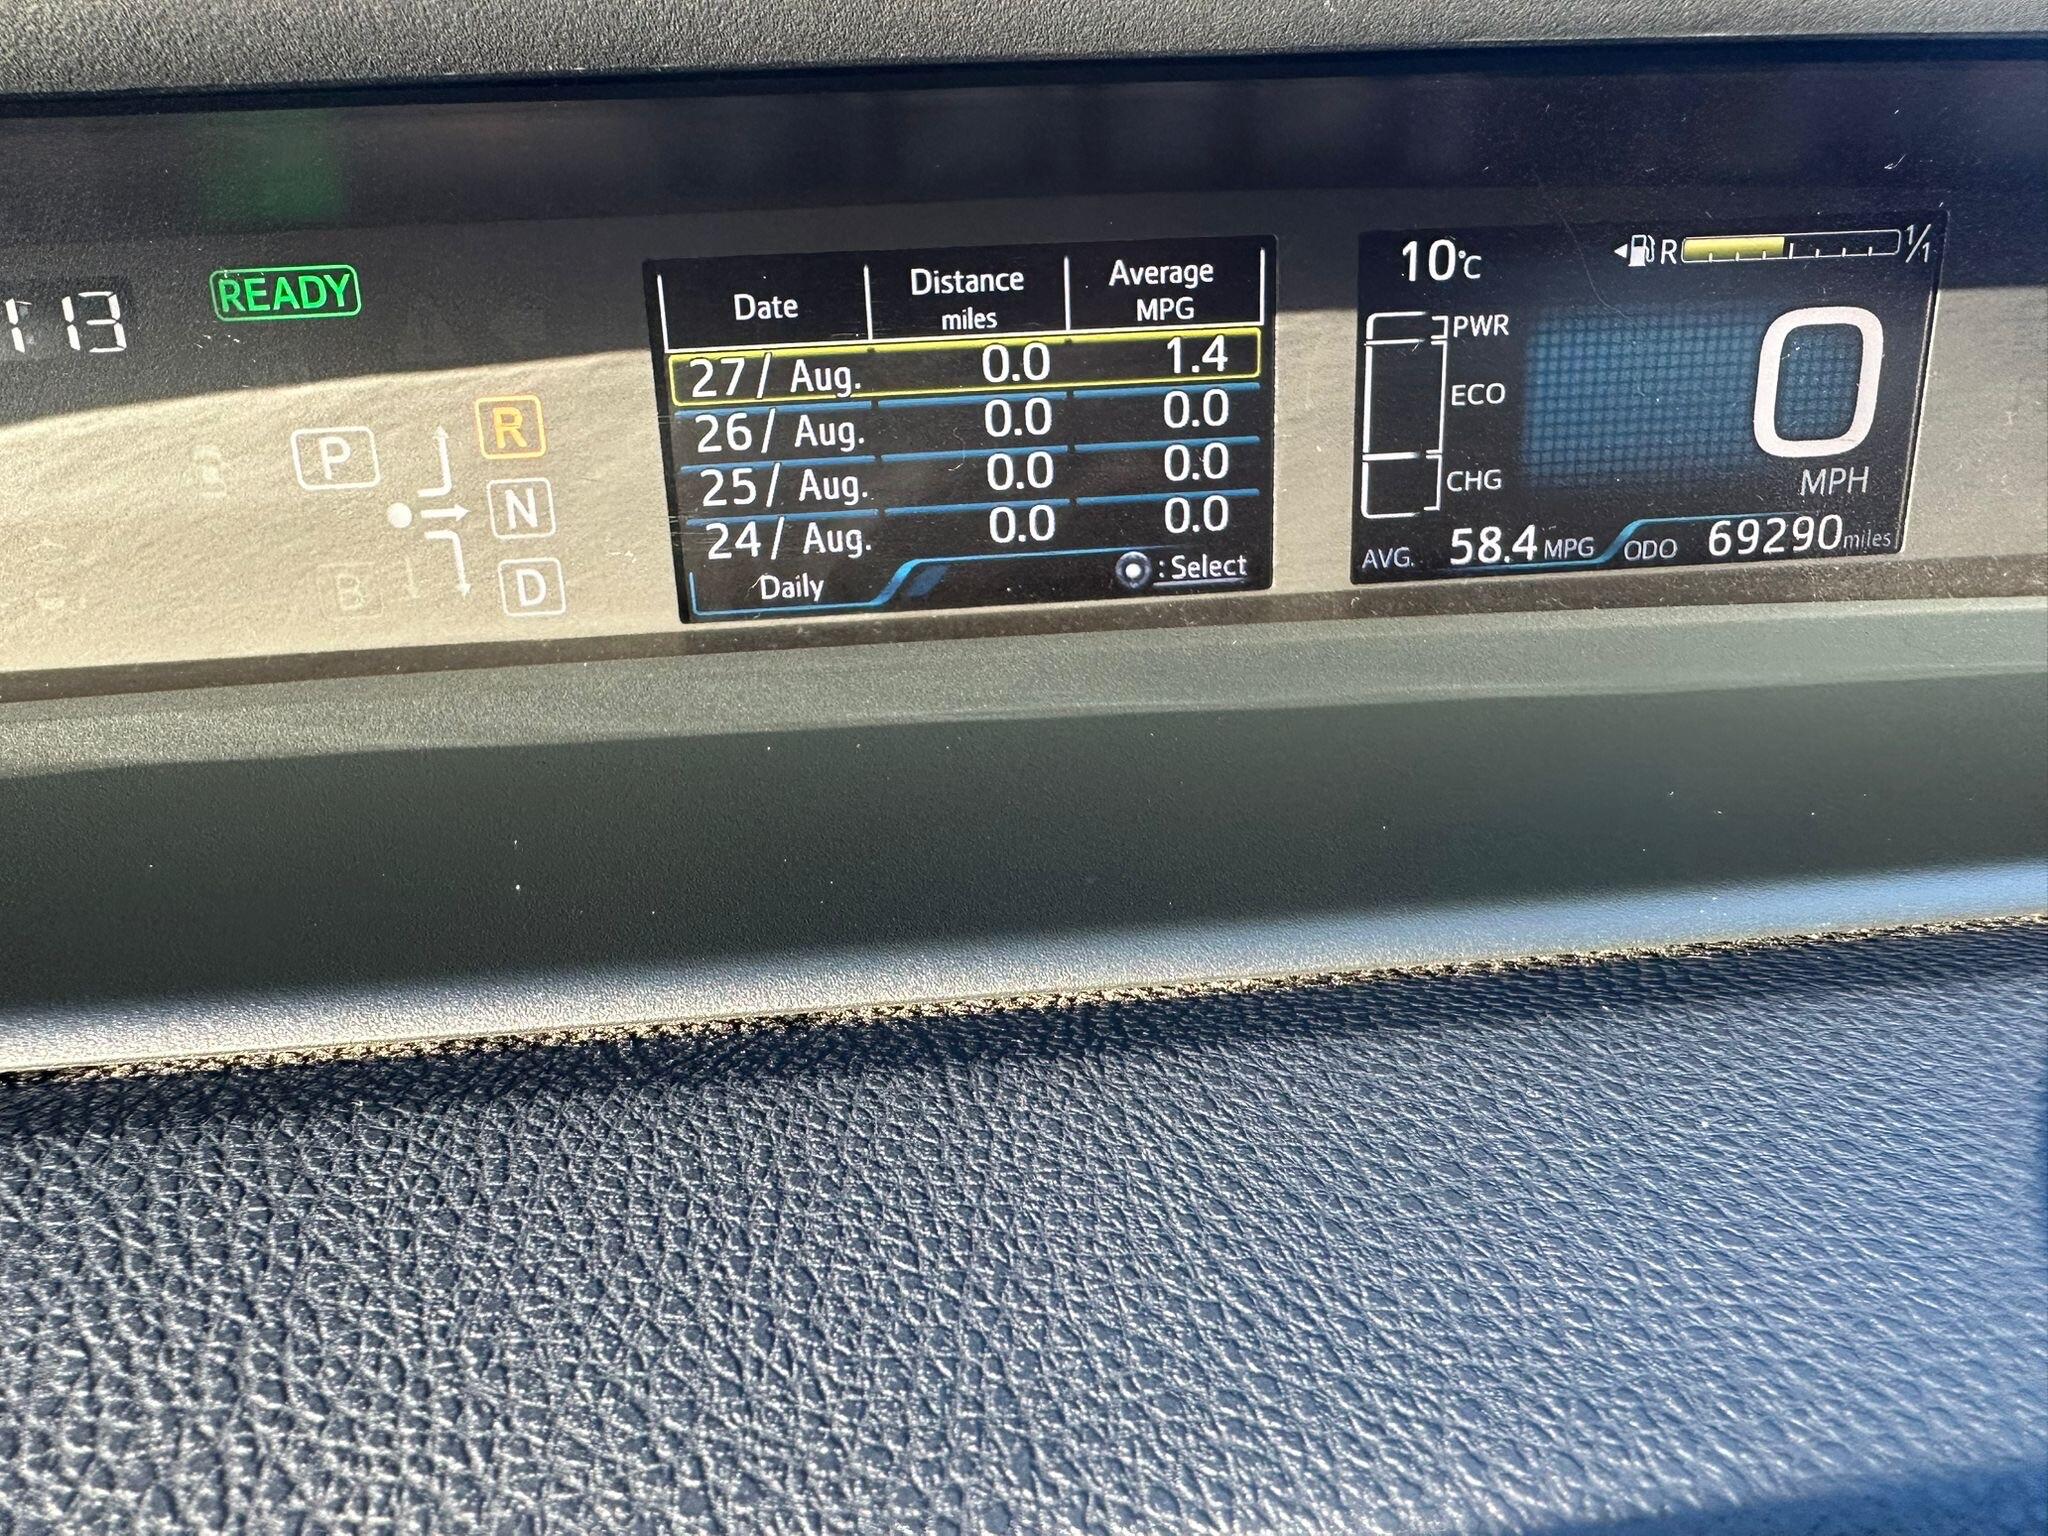 113
READY
P
R
N
D
B
Date Distance miles Average MPG
27/ Aug. 0.0 1.4
26/ Aug. 0.0 0.0
25/ Aug. 0.0 0.0
24/ Aug. 0.0 0.0
Daily : Select
10°C R 1/1
PWR
ECO
CHG
0
MPH
AVG. 58.4 MPG ODO 69290 miles